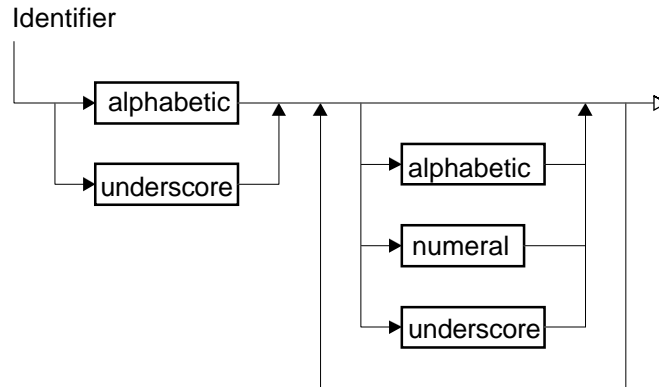 Identifier
alphabetic
underscore
alphabetic
numeral
underscore